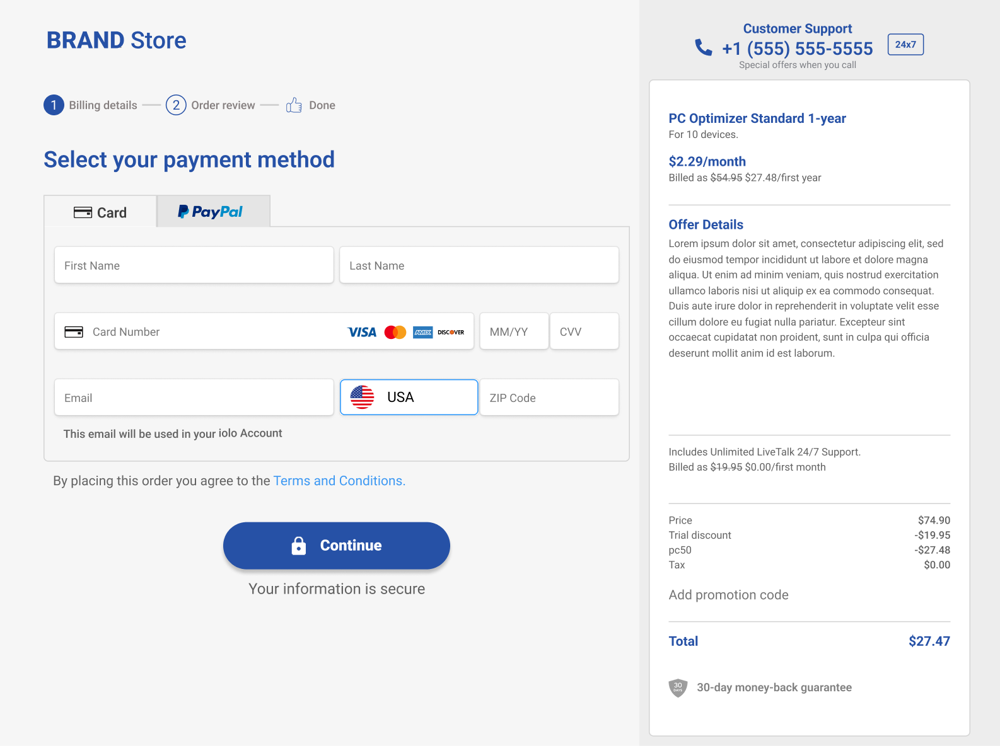 BRAND Store
1 Billing details 2 Order review Done
Select your payment method
Card PayPal
First Name Last Name
Card Number VISA AMEX DISCOVER MM/YY CVV
Email USA ZIP Code
This email will be used in your iolo Account
By placing this order you agree to the Terms and Conditions.
Continue
Your information is secure
Customer Support
+1 (555) 555-5555 24x7
Special offers when you call
PC Optimizer Standard 1-year
For 10 devices.
$2.29/month
Billed as $54.95 $27.48/first year
Offer Details
Lorem ipsum dolor sit amet, consectetur adipiscing elit, sed
do eiusmod tempor incididunt ut labore et dolore magna
aliqua. Ut enim ad minim veniam, quis nostrud exercitation
ullamco laboris nisi ut aliquip ex ea commodo consequat.
Duis aute irure dolor in reprehenderit in voluptate velit esse
cillum dolore eu fugiat nulla pariatur. Excepteur sint
occaecat cupidatat non proident, sunt in culpa qui officia
deserunt mollit anim id est laborum.
Includes Unlimited LiveTalk 24/7 Support.
Billed as $19.95 $0.00/first month
Price $74.90
Trial discount -$19.95
pc50 -$27.48
Tax $0.00
Add promotion code
Total $27.47
30 DAYS 30-day money-back guarantee